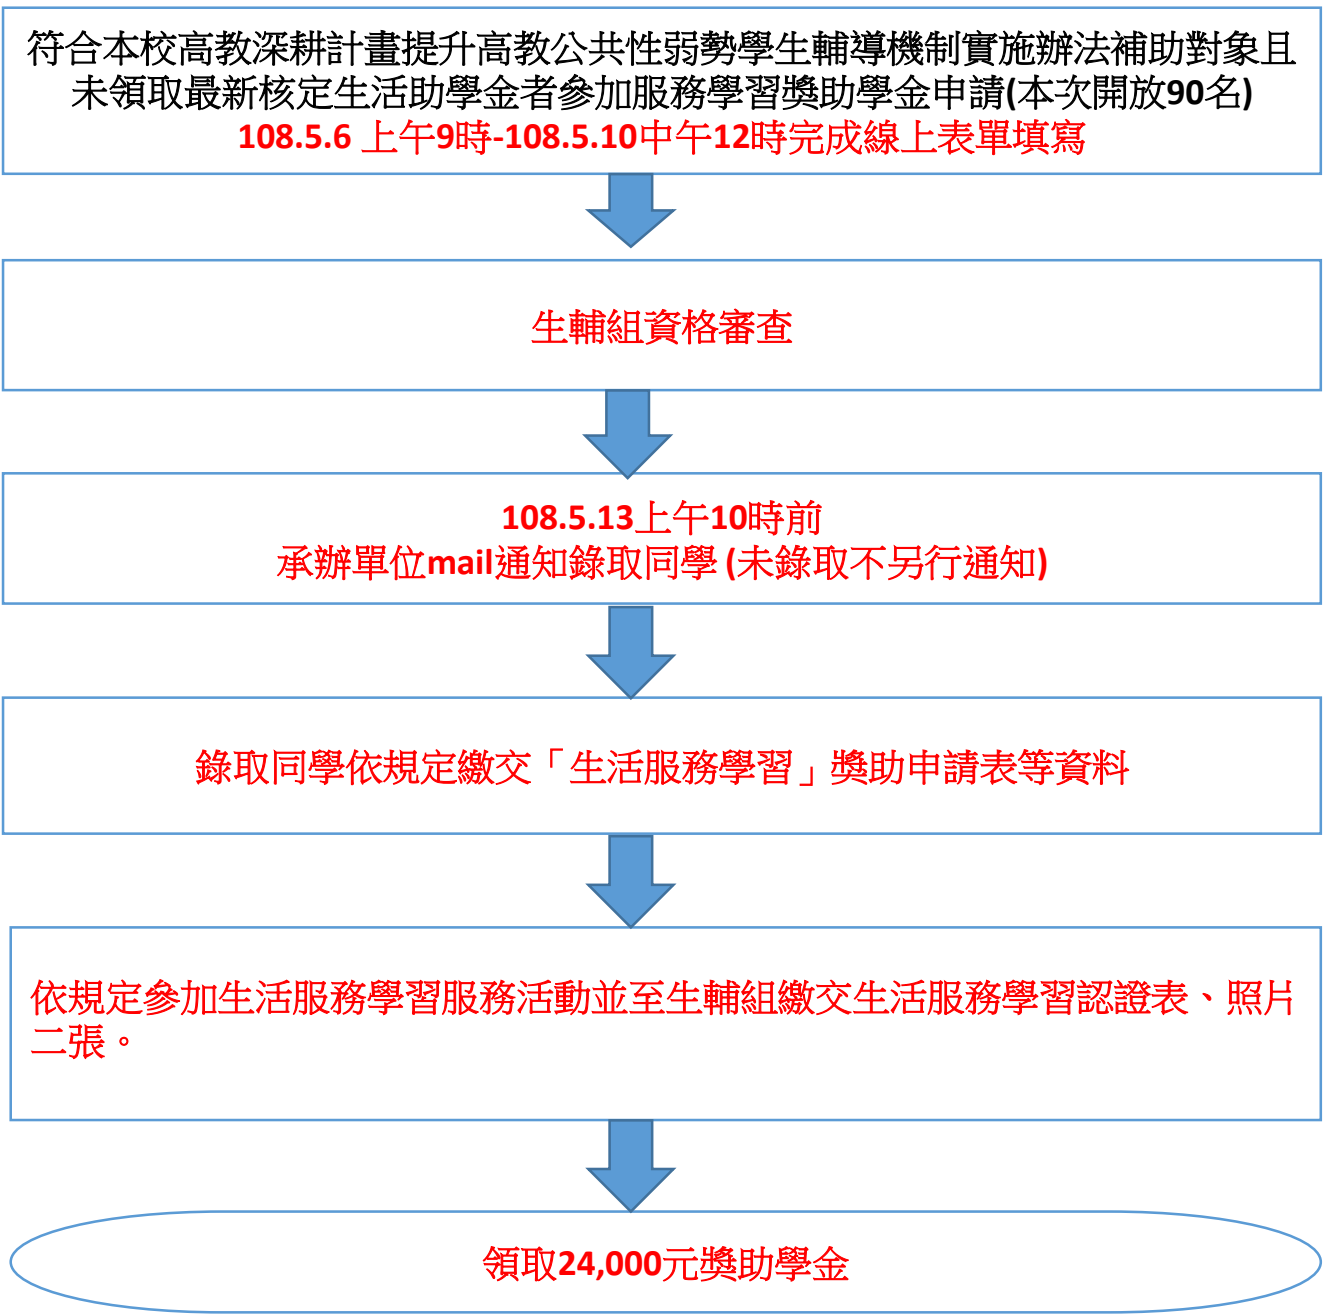 符合本校高教深耕計畫提升高教公共性弱勢學生輔導機制實施辦法補助對象且
未領取最新核定生活助學金者參加服務學習獎助學金申請(本次開放90名)
108.5.6 上午9時-108.5.10中午12時完成線上表單填寫
生輔組資格審查
108.5.13上午10時前
承辦單位mail通知錄取同學 (未錄取不另行通知)
錄取同學依規定繳交「生活服務學習」獎助申請表等資料
依規定參加生活服務學習服務活動並至生輔組繳交生活服務學習認證表、照片
二張。
領取24,000元獎助學金